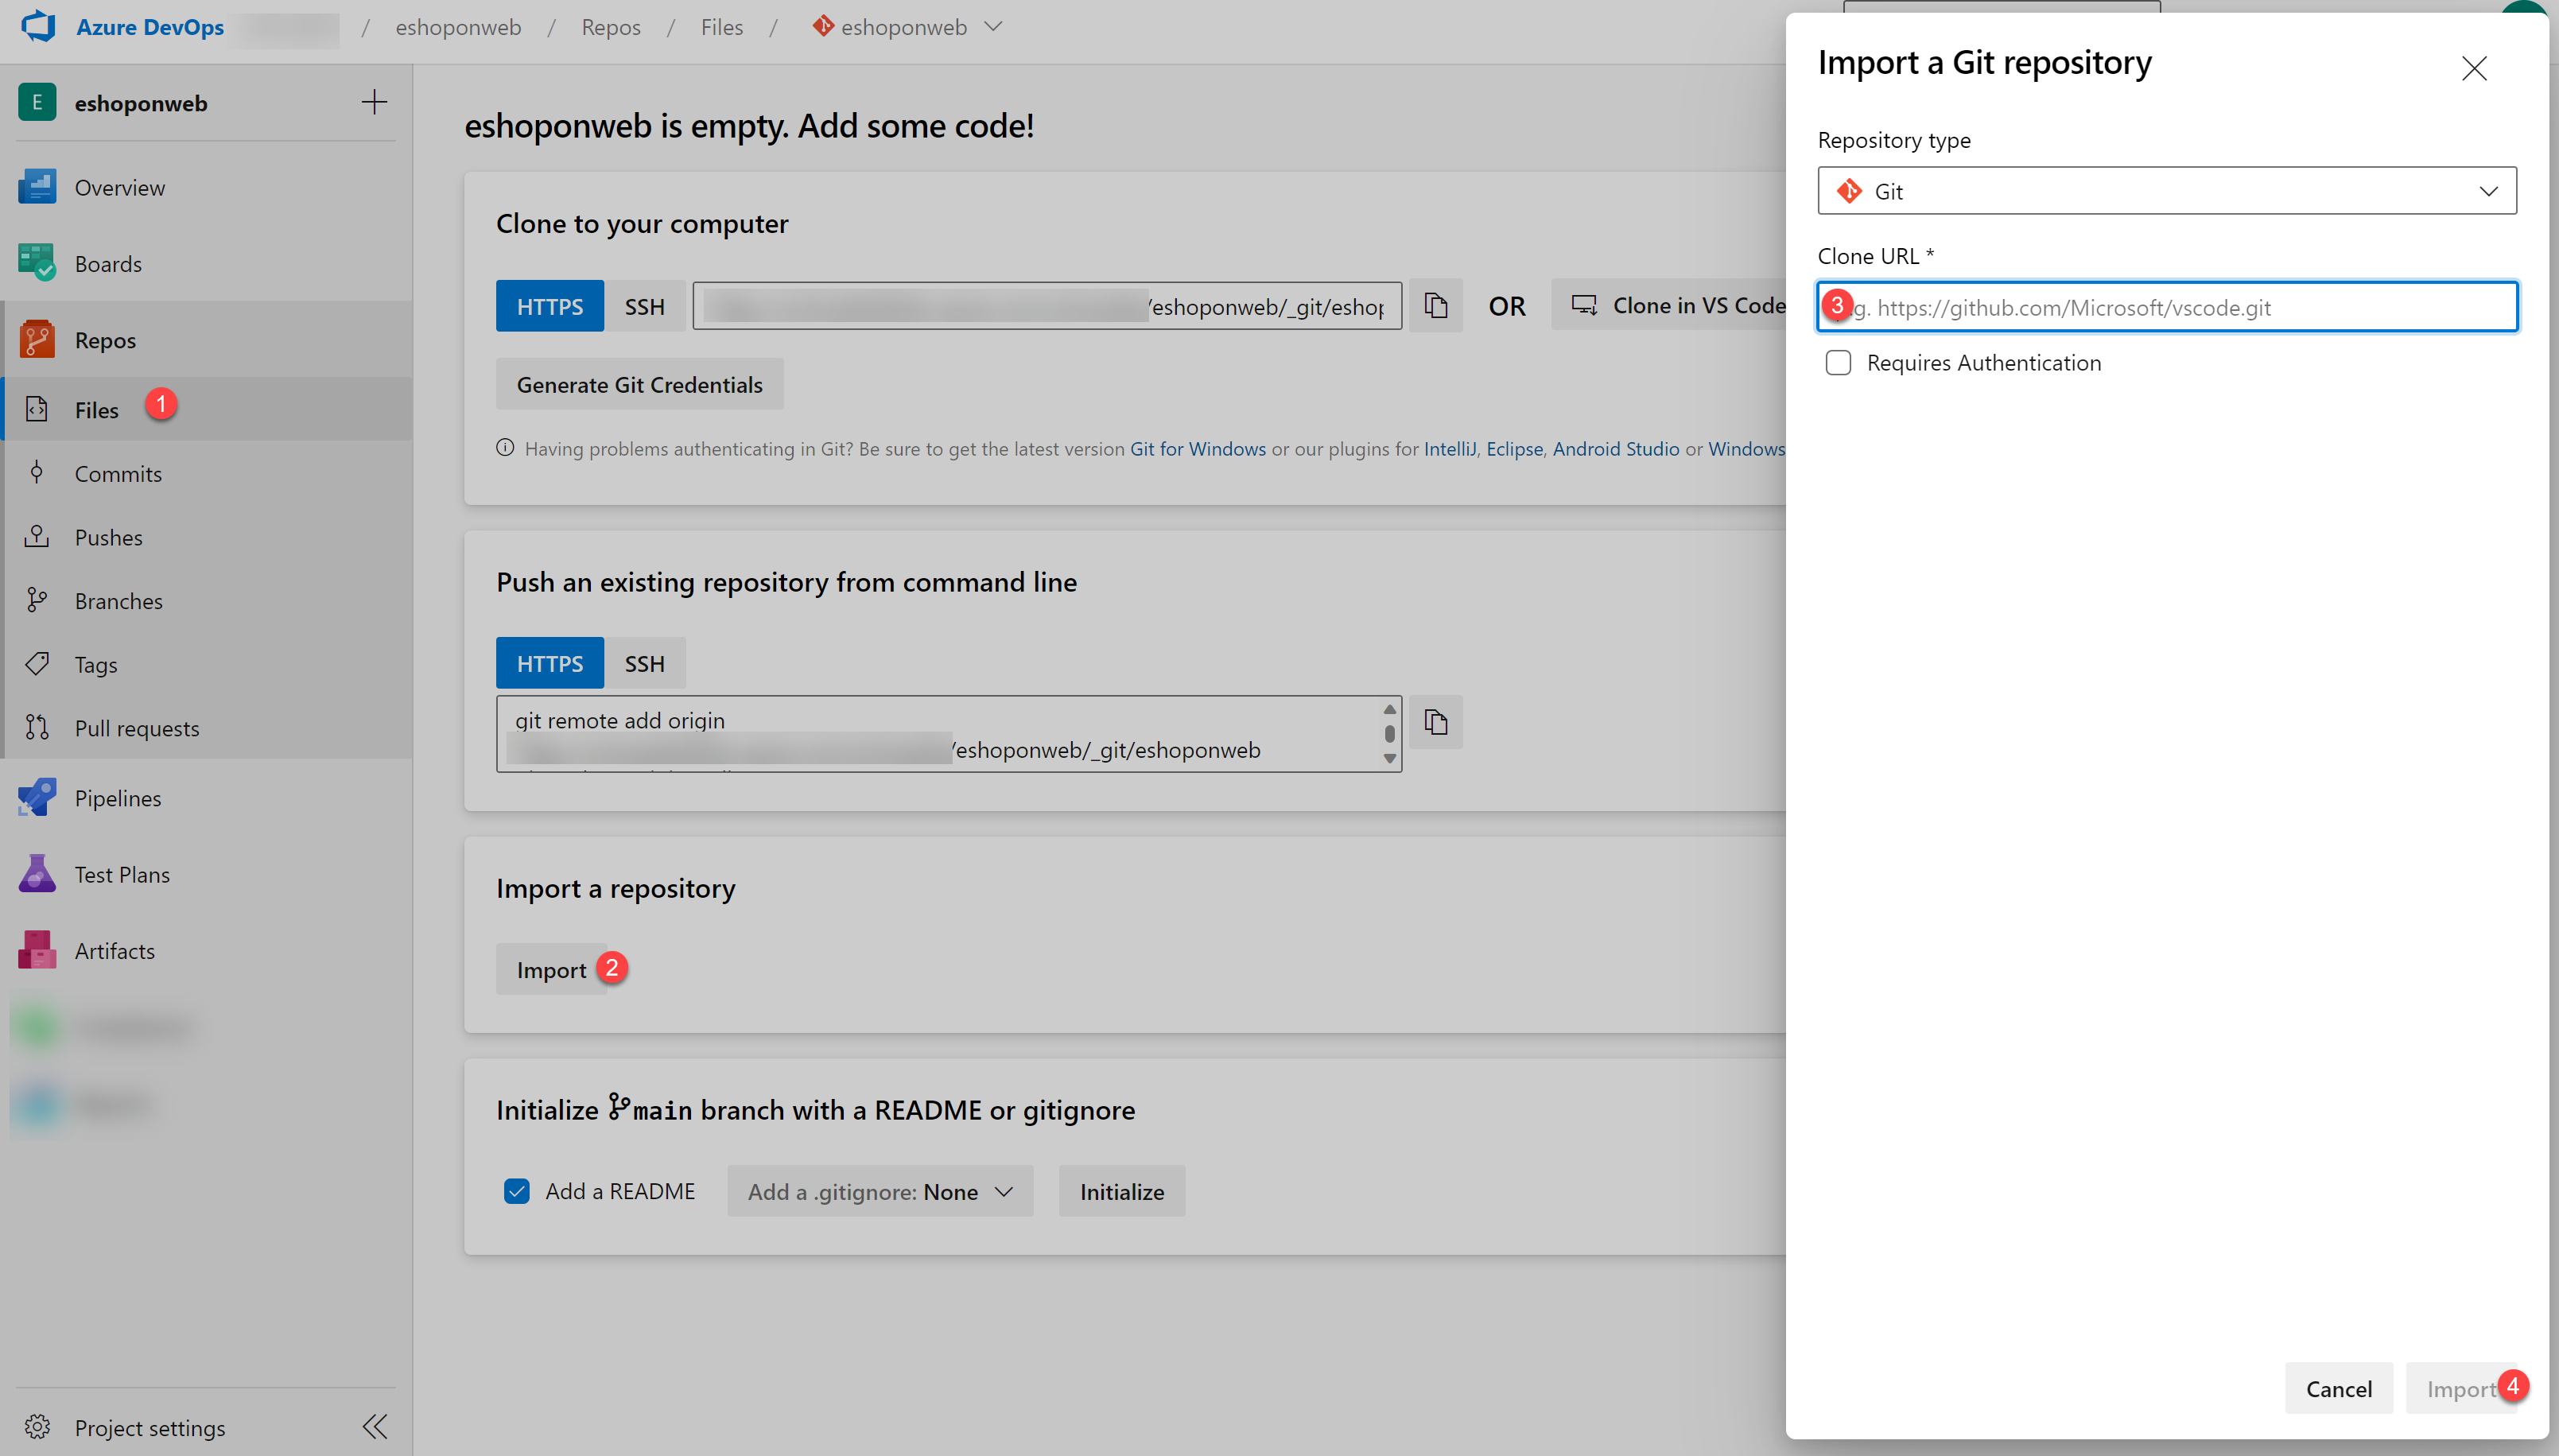 Azure DevOps / eshoponweb / Repos / Files / eshoponweb
E eshoponweb
Overview
Boards
Repos
Files 1
Commits
Pushes
Branches
Tags
Pull requests
Pipelines
Test Plans
Artifacts
Project settings
eshoponweb is empty. Add some code!
Clone to your computer
HTTPS SSH /eshoponweb/_git/eshop OR Clone in VS Code
Generate Git Credentials
Having problems authenticating in Git? Be sure to get the latest version Git for Windows or our plugins for IntelliJ, Eclipse, Android Studio or Windows
Push an existing repository from command line
HTTPS SSH
git remote add origin
/eshoponweb/_git/eshoponweb
Import a repository
Import 2
Initialize main branch with a README or gitignore
Add a README Add a .gitignore: None Initialize
Import a Git repository
Repository type
Git
Clone URL *
3 .g. https://github.com/Microsoft/vscode.git
Requires Authentication
Cancel Import 4